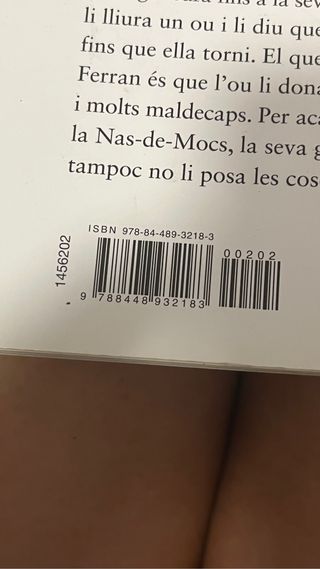 li lliura un ou i li diu que
fins que ella torni. El que
Ferran és que l'ou li dona
i molts maldecaps. Per aca
la Nas-de-Mocs, la seva g
tampoc no li posa les cos
ISBN 978-84-489-3218-3
00202
1456202
9 788448 932183